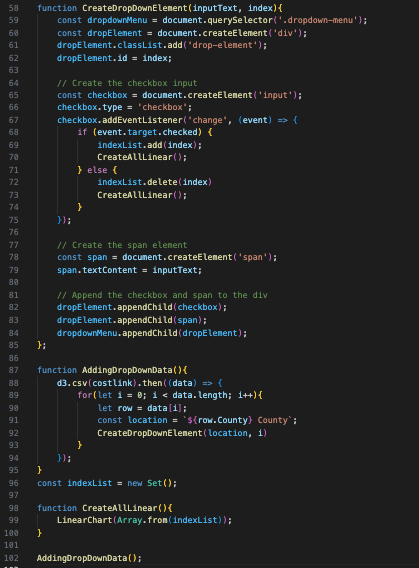 58 function CreateDropDownElement(inputText, index){
59     const dropdownMenu = document.querySelector('.dropdown-menu');
60     const dropElement = document.createElement('div');
61     dropElement.classList.add('drop-element');
62     dropElement.id = index;
63
64     // Create the checkbox input
65     const checkbox = document.createElement('input');
66     checkbox.type = 'checkbox';
67     checkbox.addEventListener('change', (event) => {
68         if (event.target.checked) {
69             indexList.add(index);
70             CreateAllLinear();
71         } else {
72             indexList.delete(index)
73             CreateAllLinear();
74         }
75     });
76
77     // Create the span element
78     const span = document.createElement('span');
79     span.textContent = inputText;
80
81     // Append the checkbox and span to the div
82     dropElement.appendChild(checkbox);
83     dropElement.appendChild(span);
84     dropdownMenu.appendChild(dropElement);
85 };
86
87 function AddingDropDownData(){
88     d3.csv(costlink).then((data) => {
89         for(let i = 0; i < data.length; i++){
90             let row = data[i];
91             const location = `${row.County} County`;
92             CreateDropDownElement(location, i)
93         }
94     });
95 }
96 const indexList = new Set();
97
98 function CreateAllLinear(){
99     LinearChart(Array.from(indexList));
100 }
101
102 AddingDropDownData();